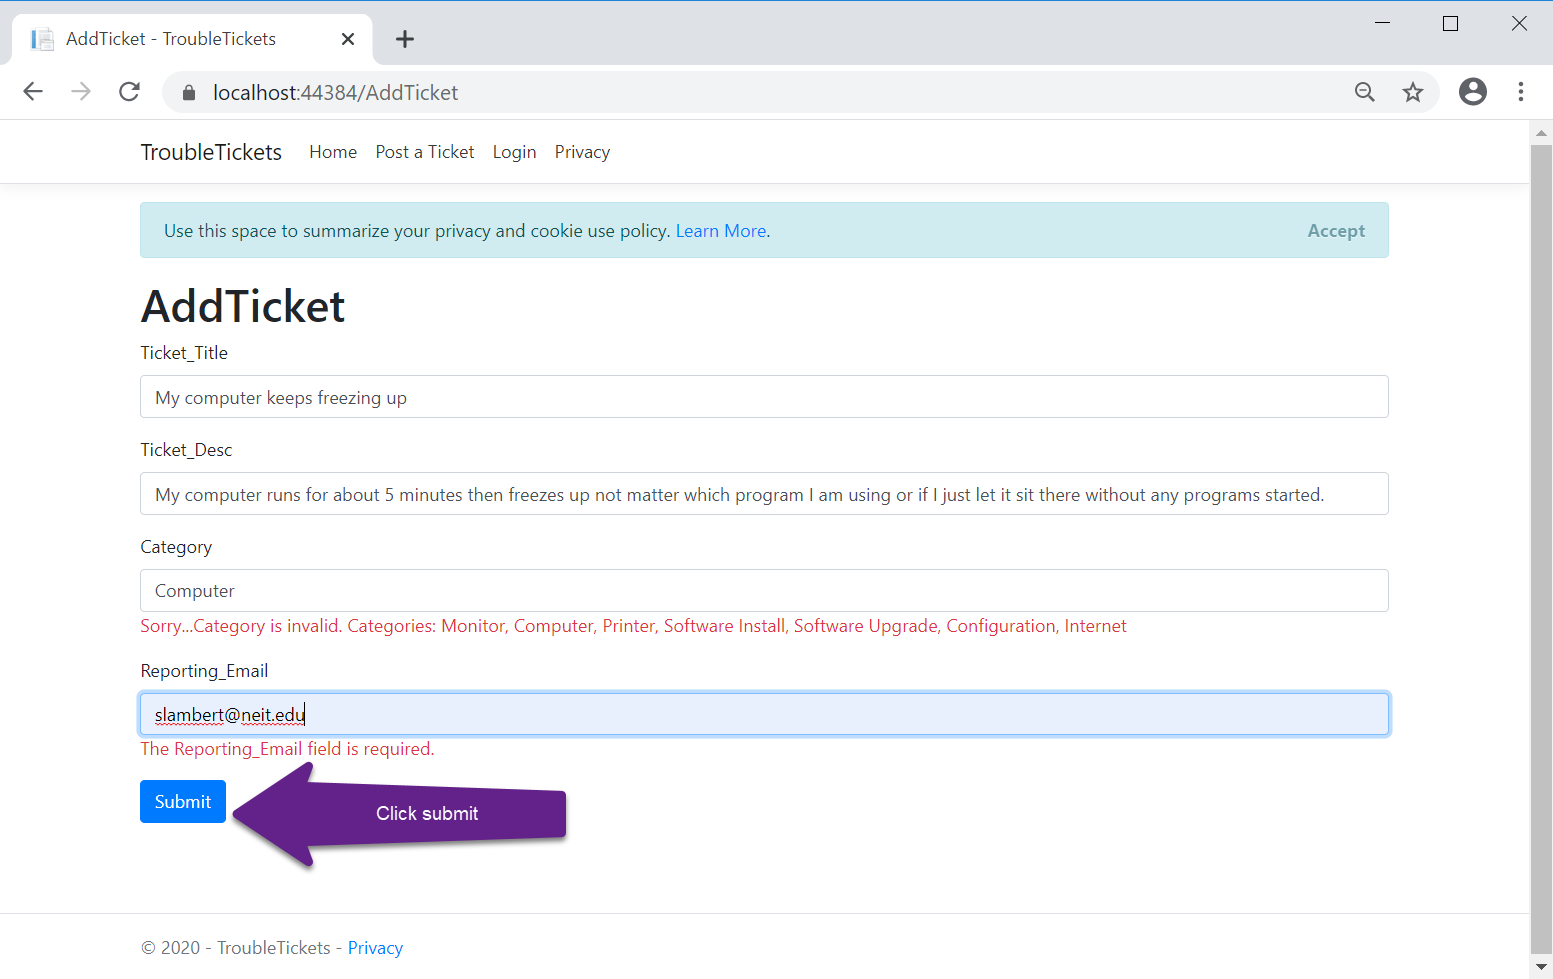 AddTicket - TroubleTickets
localhost:44384/AddTicket
TroubleTickets Home Post a Ticket Login Privacy
Use this space to summarize your privacy and cookie use policy. Learn More. Accept
AddTicket
Ticket_Title
My computer keeps freezing up
Ticket_Desc
My computer runs for about 5 minutes then freezes up not matter which program I am using or if I just let it sit there without any programs started.
Category
Computer
Sorry...Category is invalid. Categories: Monitor, Computer, Printer, Software Install, Software Upgrade, Configuration, Internet
Reporting_Email
slambert@neit.edu
The Reporting_Email field is required.
Submit Click submit
© 2020 - TroubleTickets - Privacy